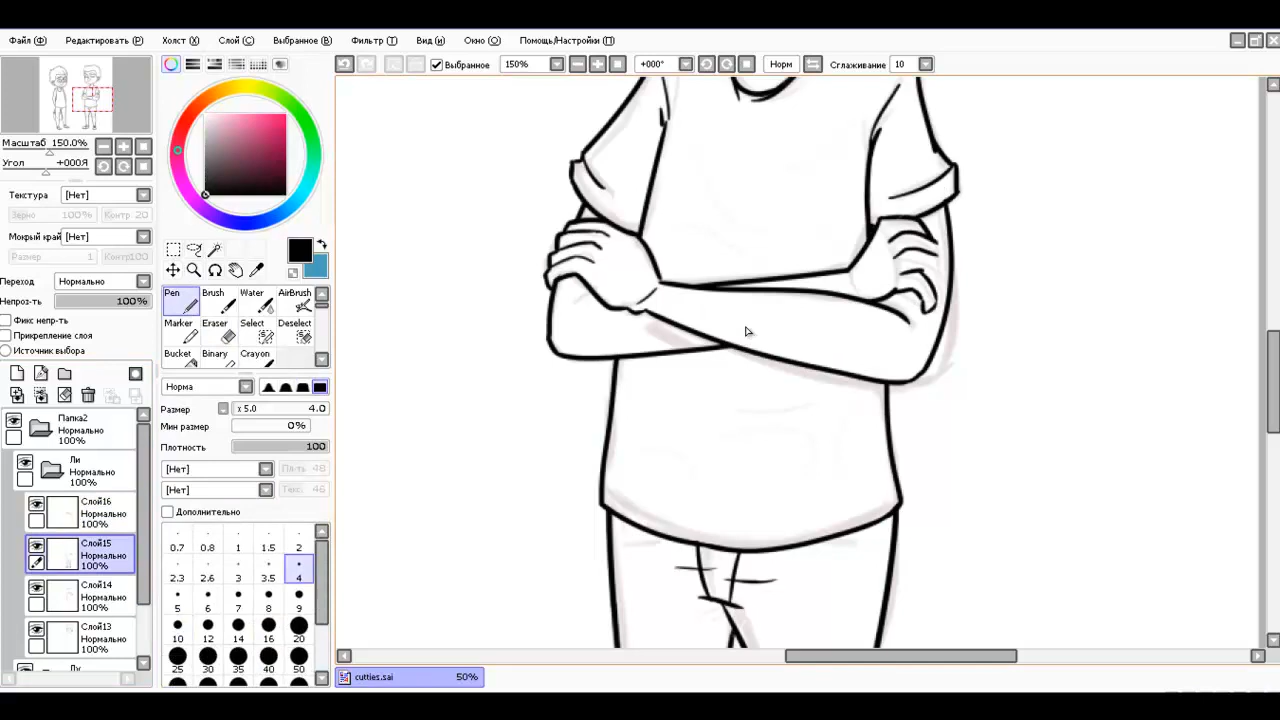 Файл (Ф) Редактировать (Р) Холст (Х) Слой (С) Выбранное (В) Фильтр (Т) Вид (И) Окно (О) Помощь/Настройки (П)
Выбранное 150% +000° Норм Сглаживание 10
Масштаб 150.0%
Угол +000Я
Текстура [Нет]
Зерно 100% Контр 20
Мокрый край [Нет]
Размер 1 Контр100
Переход Нормально
Непроз-ть 100%
Фикс непр-ть
Прикрепление слоя
Источник выбора
Папка2
Нормально
100%
Ли
Нормально
100%
Слой16
Нормально
100%
Слой15
Нормально
100%
Слой14
Нормально
100%
Слой13
Нормально
100%
Pen Brush Water AirBrush
Marker Eraser Select Deselect
Bucket Binary Crayon
Норма
Размер x 5.0 4.0
Мин размер 0%
Плотность 100
[Нет] Пл-ть 46
[Нет] Текс. 46
Дополнительно
0.7 0.8 1 1.5 2
2.3 2.6 3 3.5 4
5 6 7 8 9
10 12 14 16 20
25 30 35 40 50
cutties.sai 50%